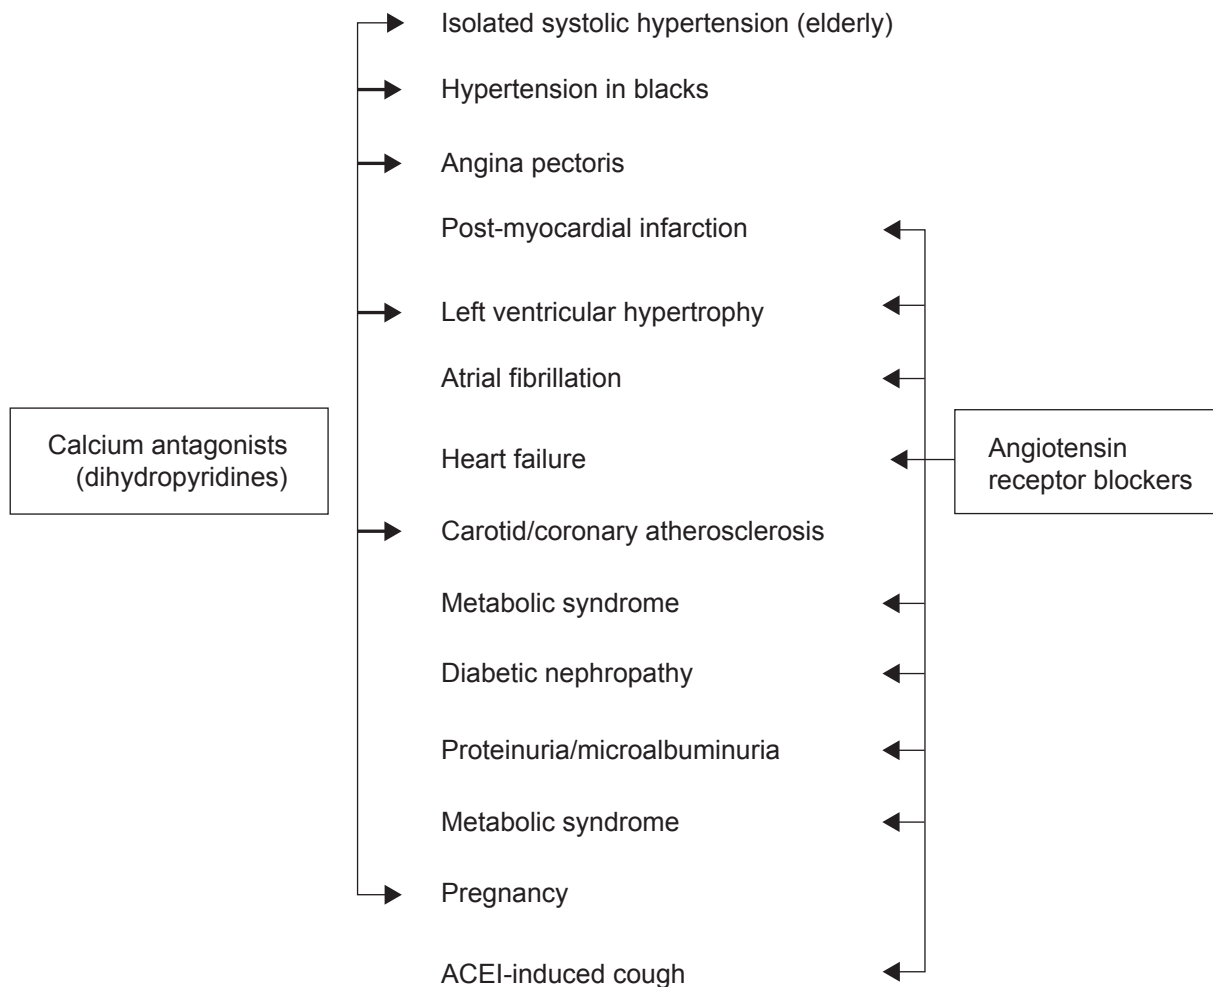 Isolated systolic hypertension (elderly)
Hypertension in blacks
Angina pectoris
Post-myocardial infarction
Left ventricular hypertrophy
Atrial fibrillation
Calcium antagonists
(dihydropyridines)
Heart failure
Angiotensin
receptor blockers
Carotid/coronary atherosclerosis
Metabolic syndrome
Diabetic nephropathy
Proteinuria/microalbuminuria
Metabolic syndrome
Pregnancy
ACEI-induced cough